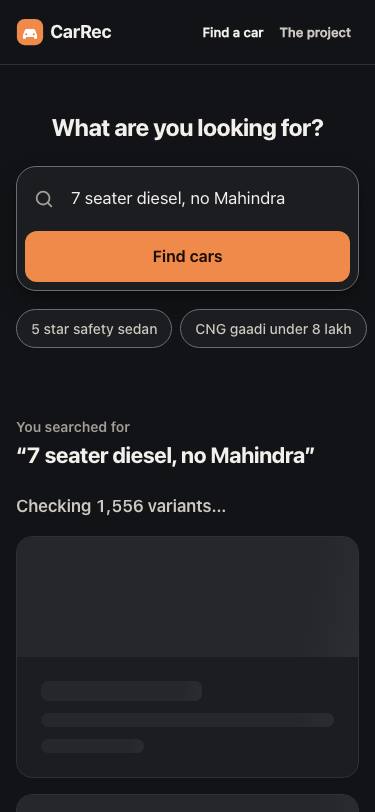 CarRec
Find a car
The project
What are you looking for?
7 seater diesel, no Mahindra
Find cars
5 star safety sedan
CNG gaadi under 8 lakh
You searched for
“7 seater diesel, no Mahindra”
Checking 1,556 variants...